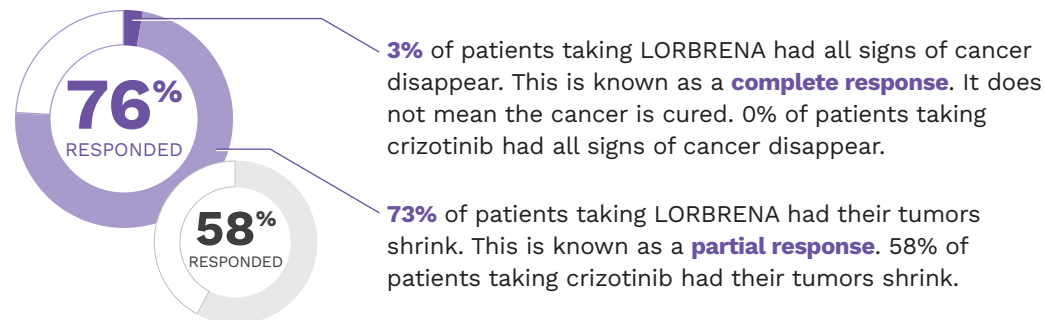 76%
RESPONDED
3% of patients taking LORBRENA had all signs of cancer
disappear. This is known as a complete response. It does
not mean the cancer is cured. 0% of patients taking
crizotinib had all signs of cancer disappear.
58%
RESPONDED
73% of patients taking LORBRENA had their tumors
shrink. This is known as a partial response. 58% of
patients taking crizotinib had their tumors shrink.